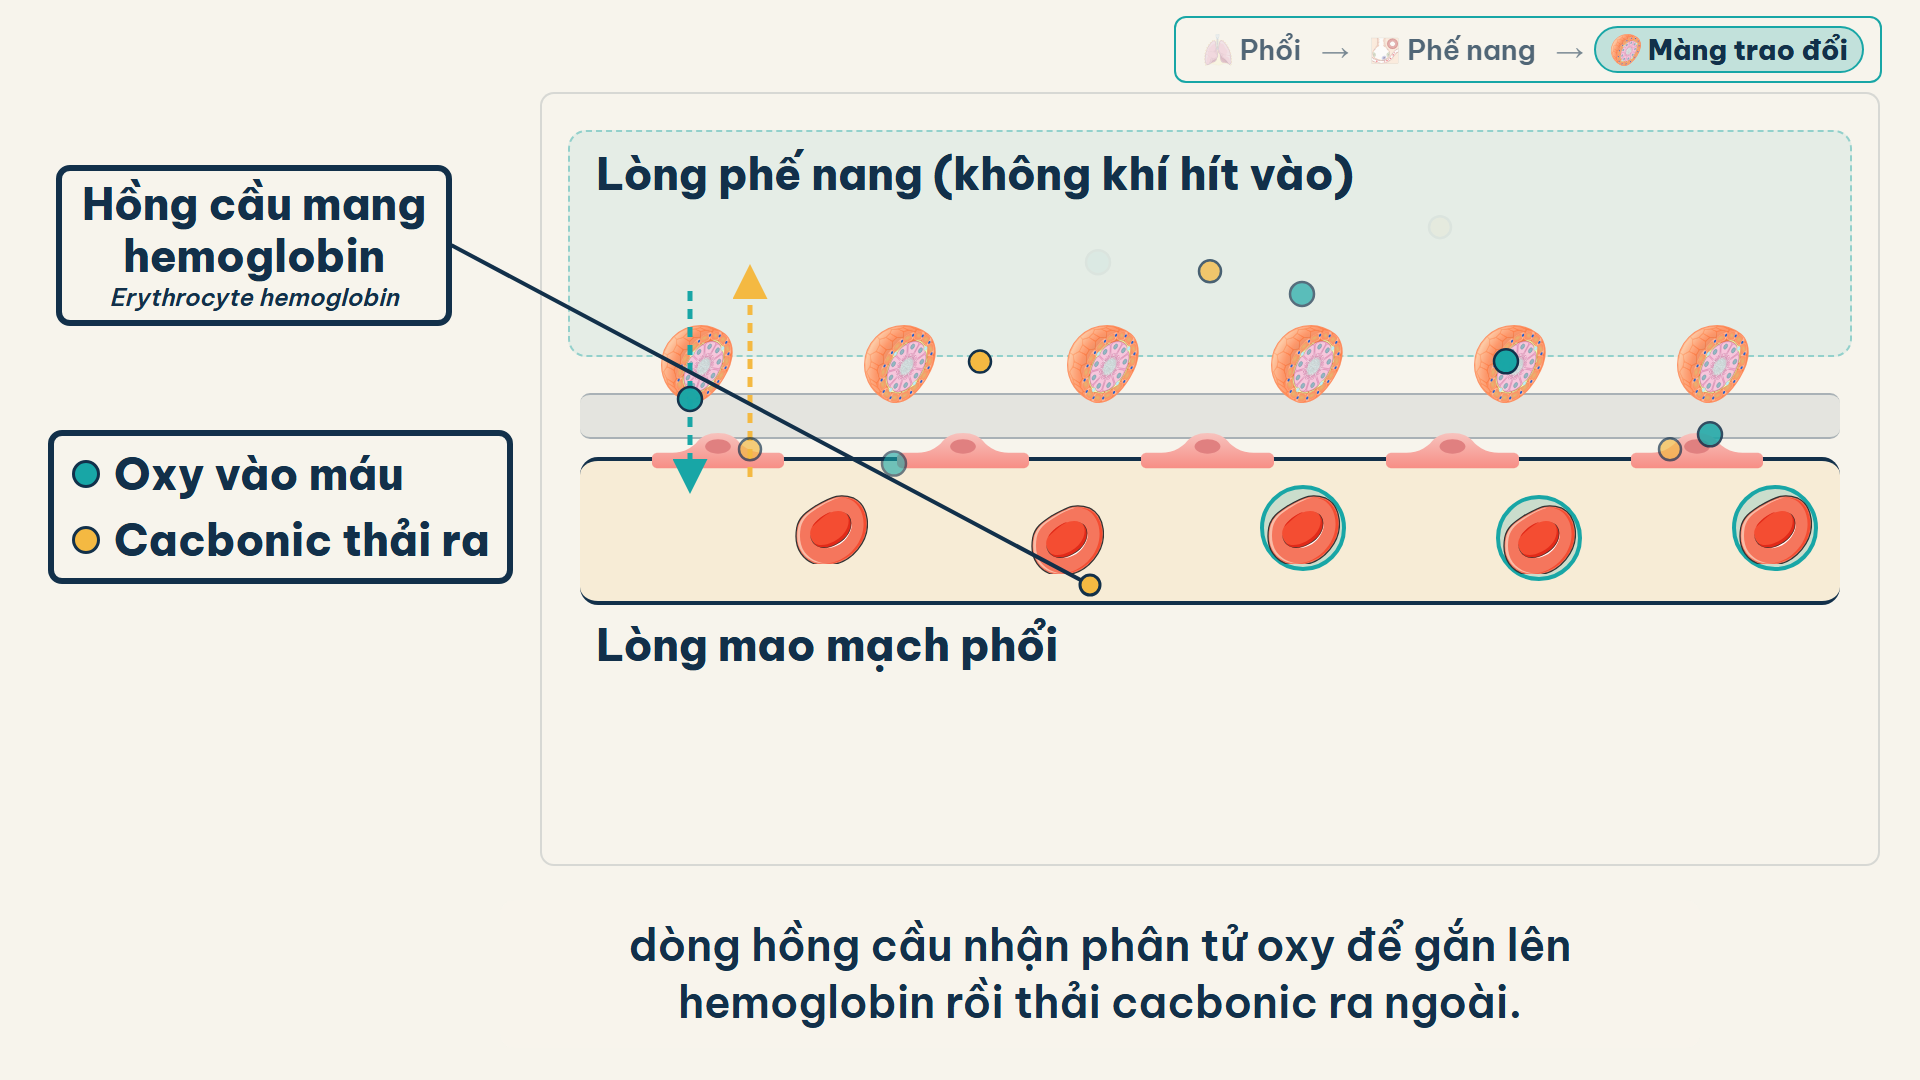 Phổi → Phế nang → Màng trao đổi
Lòng phế nang (không khí hít vào)
Hồng cầu mang
hemoglobin
Erythrocyte hemoglobin
Oxy vào máu
Cacbonic thải ra
Lòng mao mạch phổi
dòng hồng cầu nhận phân tử oxy để gắn lên
hemoglobin rồi thải cacbonic ra ngoài.